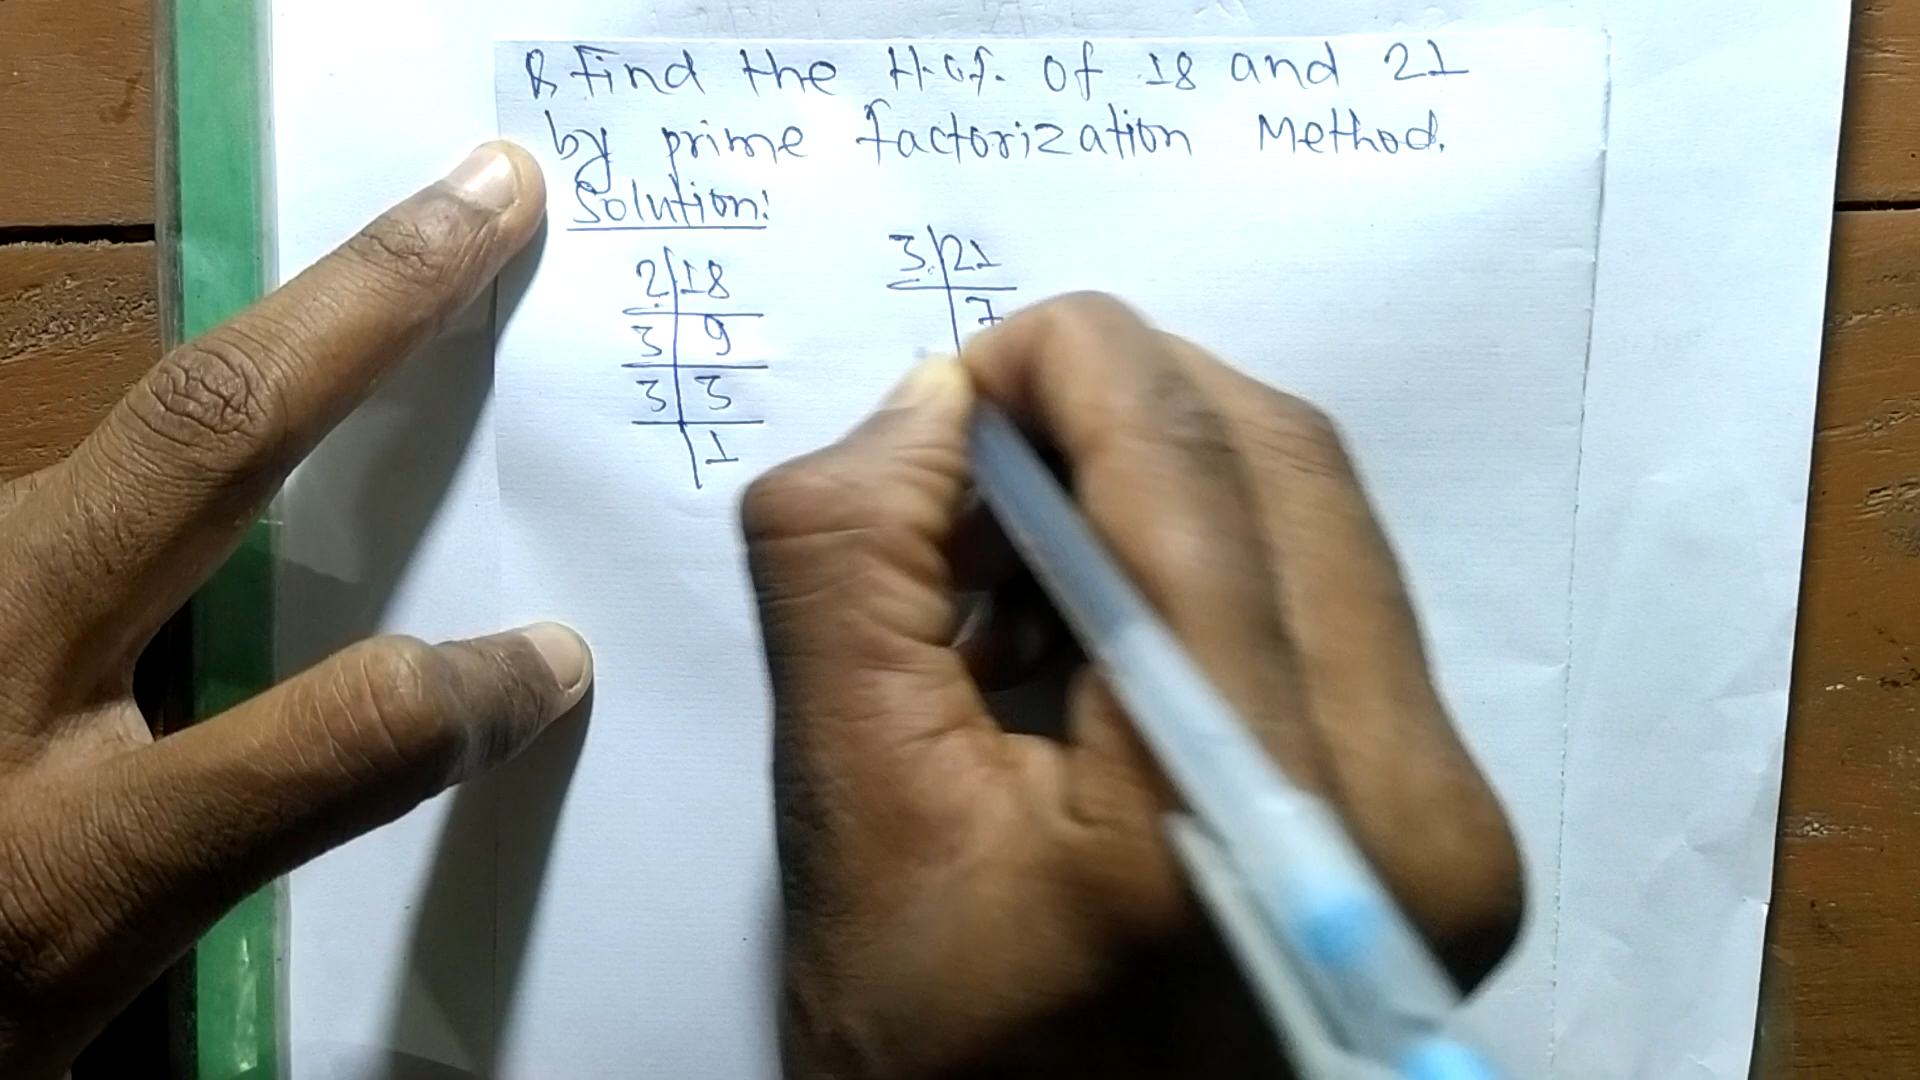 Q Find the H.C.F. of 18 and 21
by prime factorization Method.
Solution:
2 18
3 9
3 3
1
3 21
7